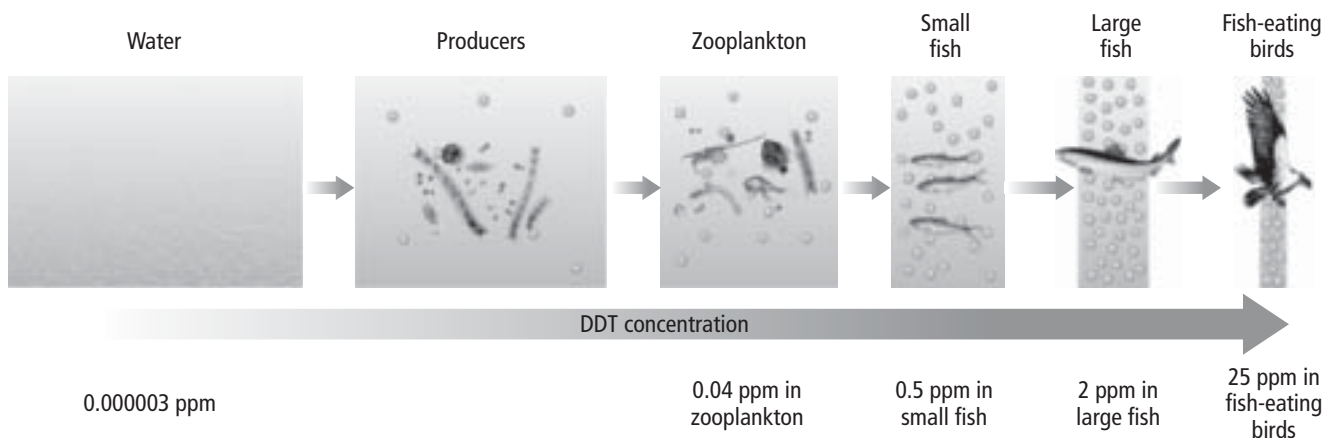 Water
Producers
Zooplankton
Small
fish
Large
fish
Fish-eating
birds
DDT concentration
0.000003 ppm
0.04 ppm in
zooplankton
0.5 ppm in
small fish
2 ppm in
large fish
25 ppm in
fish-eating
birds